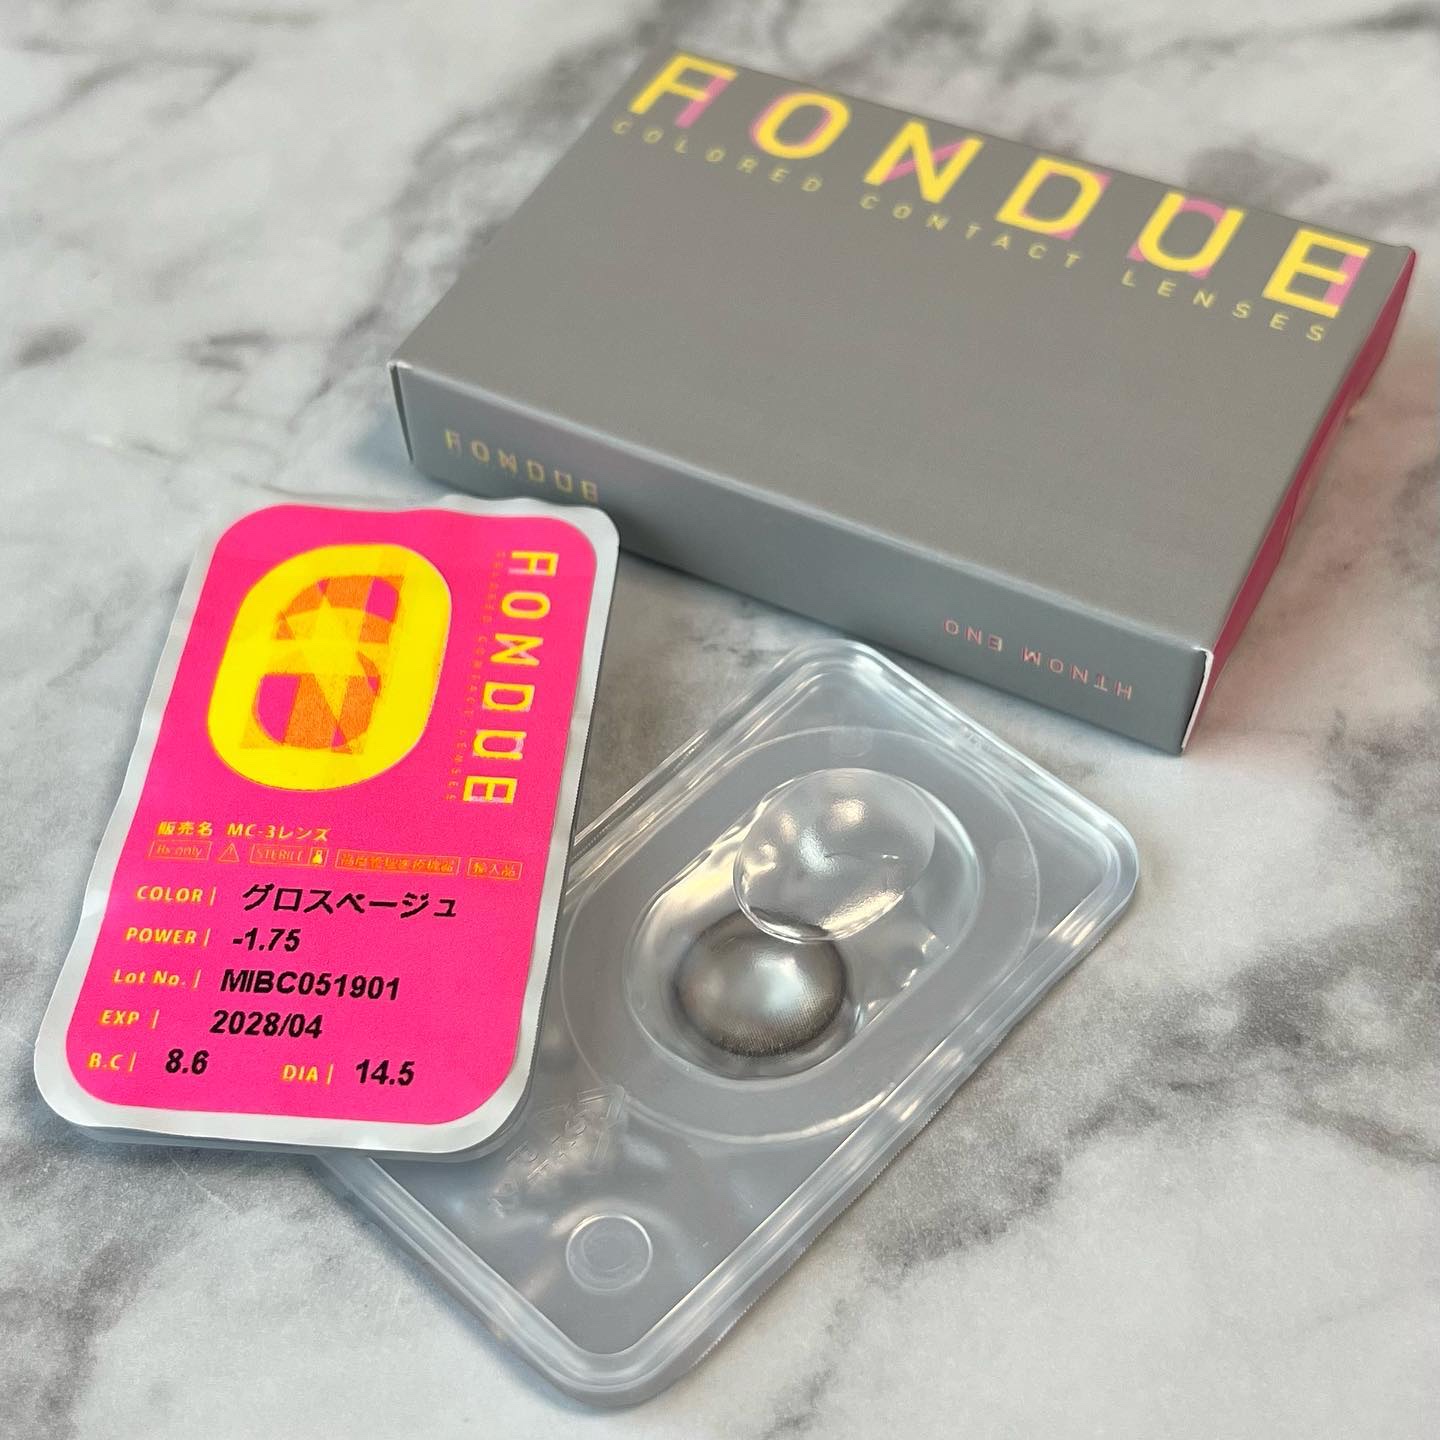 FONDUE
COLORED CONTACT LENSES
FONDUE
ONE MONTH
FONDUE
COLORED CONTACT LENSES
販売名 MC-3レンズ
Rx only STERILE 高度管理医療機器 輸入品
COLOR | グロスベージュ
POWER | -1.75
Lot No. | MIBC051901
EXP | 2028/04
B.C | 8.6 DIA | 14.5